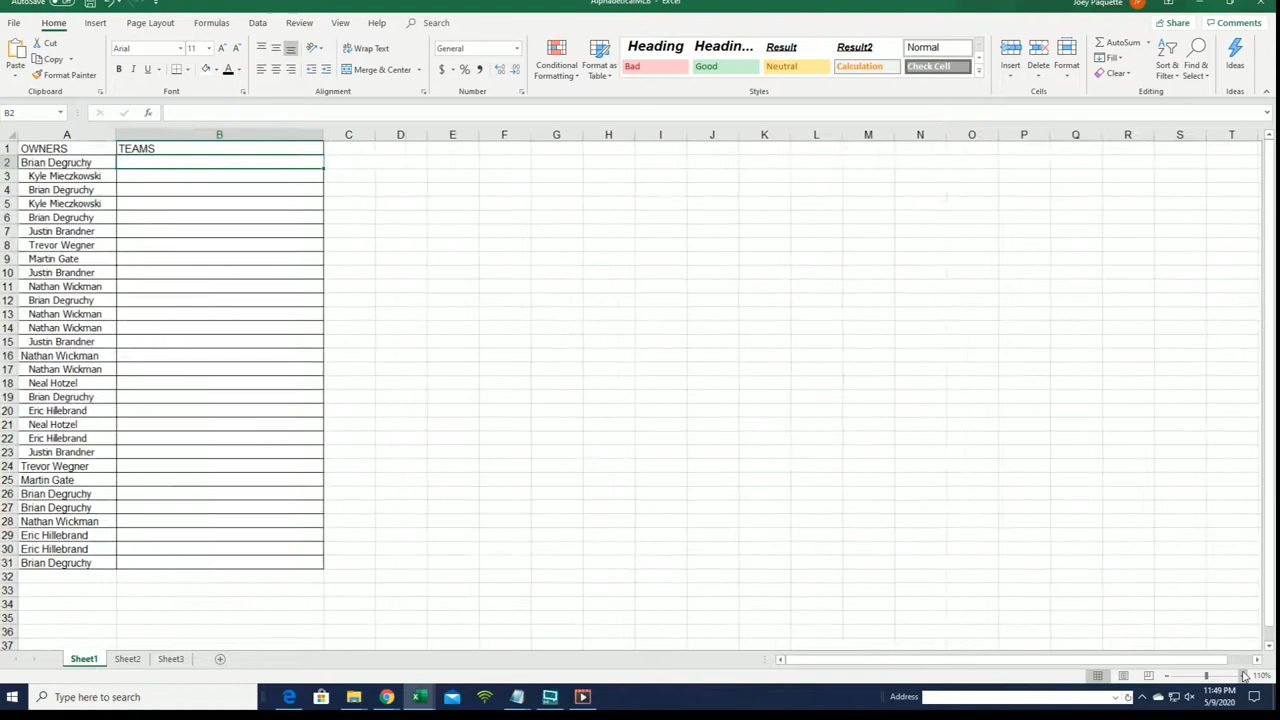 AutoSave Off AlphabeticalMLB - Excel Joey Paquette JP
File Home Insert Page Layout Formulas Data Review View Help Search Share Comments
Paste Cut Copy Format Painter
Arial 11 A A
B I U A
Wrap Text
Merge & Center
General
$ % 9
Conditional Formatting
Format as Table
Heading Headin... Result Result2 Normal
Bad Good Neutral Calculation Check Cell
Insert Delete Format
AutoSum
Fill
Clear
Sort & Filter
Find & Select
Ideas
Clipboard Font Alignment Number Styles Cells Editing Ideas
B2 fx
A B C D E F G H I J K L M N O P Q R S T
1 OWNERS TEAMS
2 Brian Degruchy
3 Kyle Mieczkowski
4 Brian Degruchy
5 Kyle Mieczkowski
6 Brian Degruchy
7 Justin Brandner
8 Trevor Wegner
9 Martin Gate
10 Justin Brandner
11 Nathan Wickman
12 Brian Degruchy
13 Nathan Wickman
14 Nathan Wickman
15 Justin Brandner
16 Nathan Wickman
17 Nathan Wickman
18 Neal Hotzel
19 Brian Degruchy
20 Eric Hillebrand
21 Neal Hotzel
22 Eric Hillebrand
23 Justin Brandner
24 Trevor Wegner
25 Martin Gate
26 Brian Degruchy
27 Brian Degruchy
28 Nathan Wickman
29 Eric Hillebrand
30 Eric Hillebrand
31 Brian Degruchy
32
33
34
35
36
37
Sheet1 Sheet2 Sheet3
110%
Type here to search Address 11:49 PM
5/9/2020